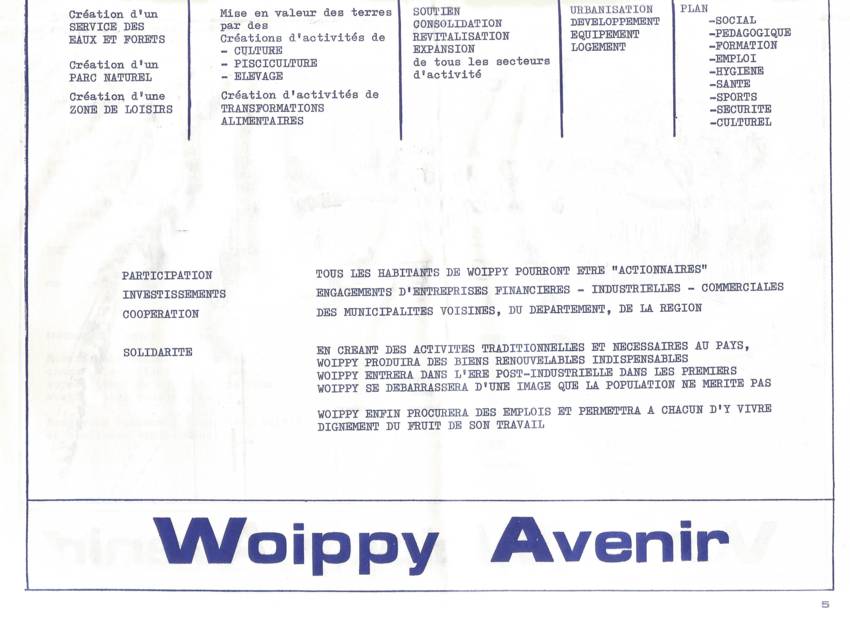 Création d'un
SERVICE DES
EAUX ET FORETS
Création d'un
PARC NATUREL
Création d'une
ZONE DE LOISIRS
Mise en valeur des terres
par des
Créations d'activités de
- CULTURE
- PISCICULTURE
- ELEVAGE
Création d'activités de
TRANSFORMATIONS
ALIMENTAIRES
SOUTIEN
CONSOLIDATION
REVITALISATION
EXPANSION
de tous les secteurs
d'activité
URBANISATION
DEVELOPPEMENT
EQUIPEMENT
LOGEMENT
PLAN
-SOCIAL
-PEDAGOGIQUE
-FORMATION
-EMPLOI
-HYGIENE
-SANTE
-SPORTS
-SECURITE
-CULTUREL
PARTICIPATION TOUS LES HABITANTS DE WOIPPY POURRONT ETRE "ACTIONNAIRES"
INVESTISSEMENTS ENGAGEMENTS D'ENTREPRISES FINANCIERES - INDUSTRIELLES - COMMERCIALES
COOPERATION DES MUNICIPALITES VOISINES, DU DEPARTEMENT, DE LA REGION
SOLIDARITE EN CREANT DES ACTIVITES TRADITIONNELLES ET NECESSAIRES AU PAYS,
WOIPPY PRODUIRA DES BIENS RENOUVELABLES INDISPENSABLES
WOIPPY ENTRERA DANS L'ERE POST-INDUSTRIELLE DANS LES PREMIERS
WOIPPY SE DEBARRASSERA D'UNE IMAGE QUE LA POPULATION NE MERITE PAS
WOIPPY ENFIN PROCURERA DES EMPLOIS ET PERMETTRA A CHACUN D'Y VIVRE
DIGNEMENT DU FRUIT DE SON TRAVAIL
Woippy Avenir
5